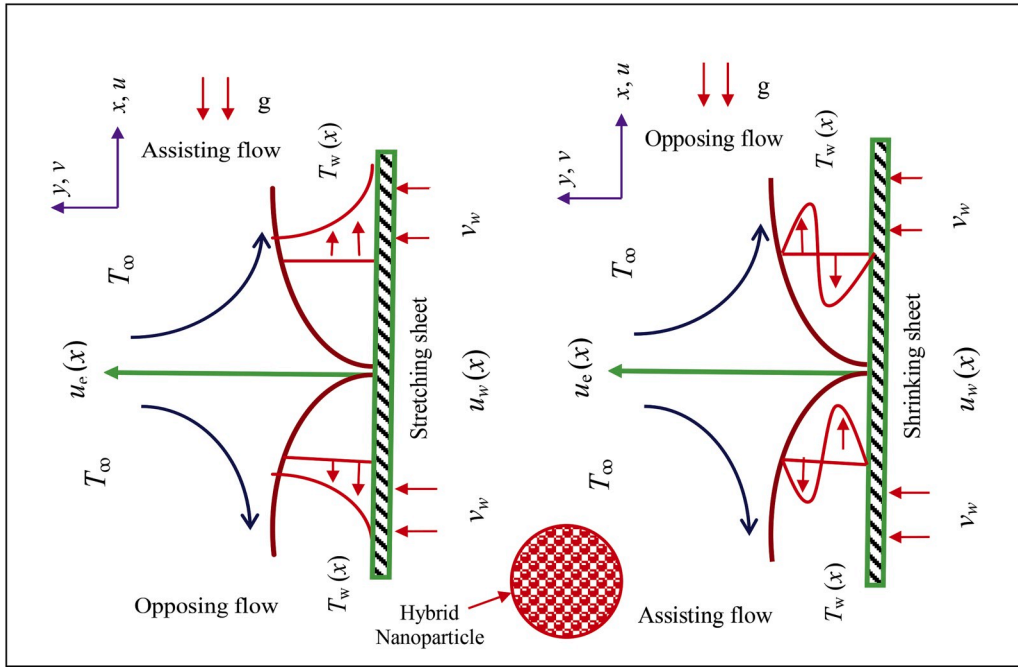 x, u
g
y, v
Assisting flow
T_w (x)
T_∞
v_w
u_e (x)
Stretching sheet
u_w (x)
T_∞
v_w
T_w (x)
Opposing flow
Hybrid
Nanoparticle
x, u
g
y, v
Opposing flow
T_w (x)
T_∞
v_w
u_e (x)
Shrinking sheet
u_w (x)
T_∞
v_w
T_w (x)
Assisting flow